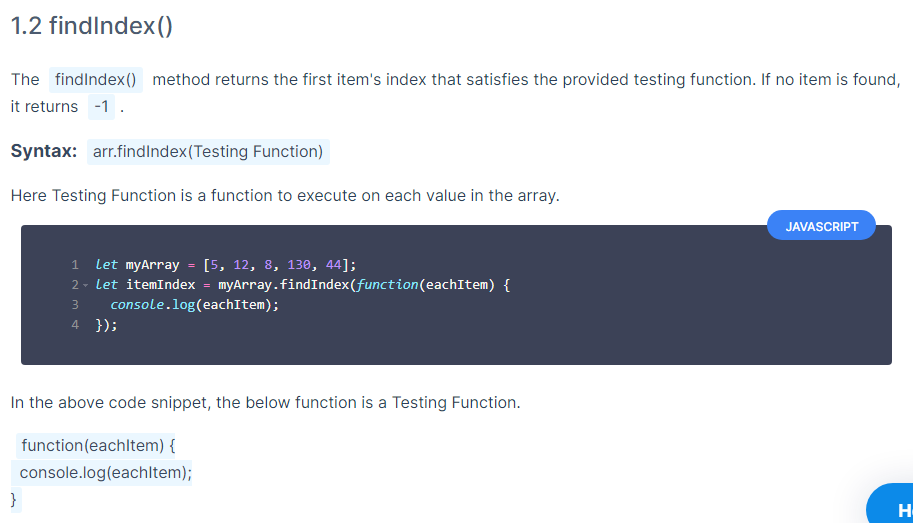 1.2 findIndex()
The findIndex() method returns the first item's index that satisfies the provided testing function. If no item is found,
it returns -1 .
Syntax: arr.findIndex(Testing Function)
Here Testing Function is a function to execute on each value in the array.
JAVASCRIPT
1 let myArray = [5, 12, 8, 130, 44];
2 let itemIndex = myArray.findIndex(function(eachItem) {
3 console.log(eachItem);
4 });
In the above code snippet, the below function is a Testing Function.
function(eachItem) {
console.log(eachItem);
}